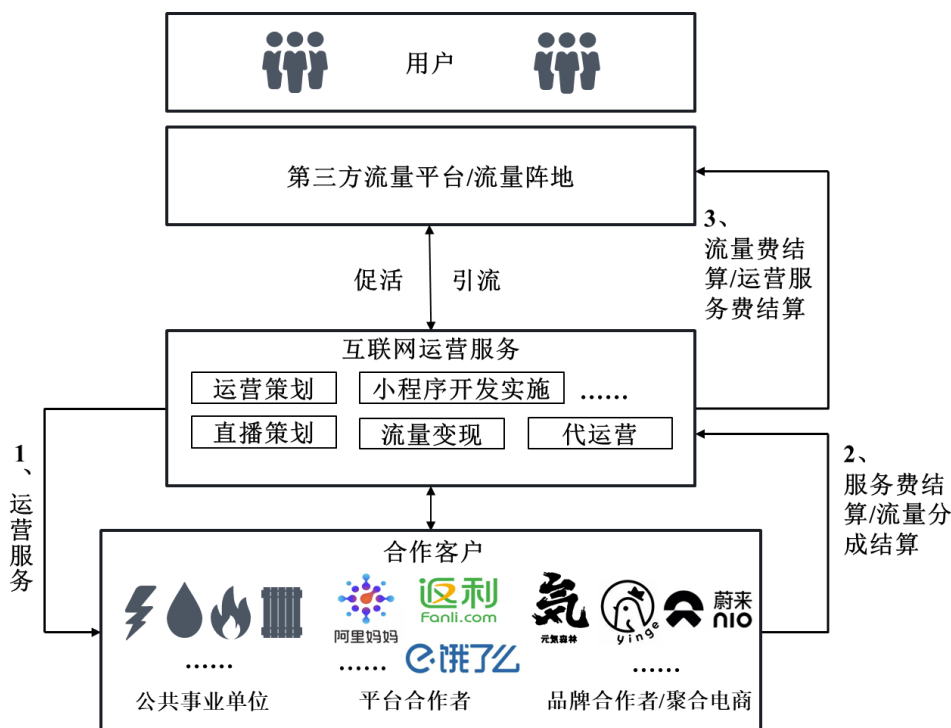 用户
第三方流量平台/流量阵地
促活
引流
3、
流量费结
算/运营服
务费结算
互联网运营服务
运营策划
小程序开发实施
......
直播策划
流量变现
代运营
1、
运营服务
2、
服务费结
算/流量分
成结算
合作客户
阿里妈妈
返利
Fanli.com
饿了么
気
元気森林
yinge
蔚来
NIO
......
......
......
公共事业单位
平台合作者
品牌合作者/聚合电商